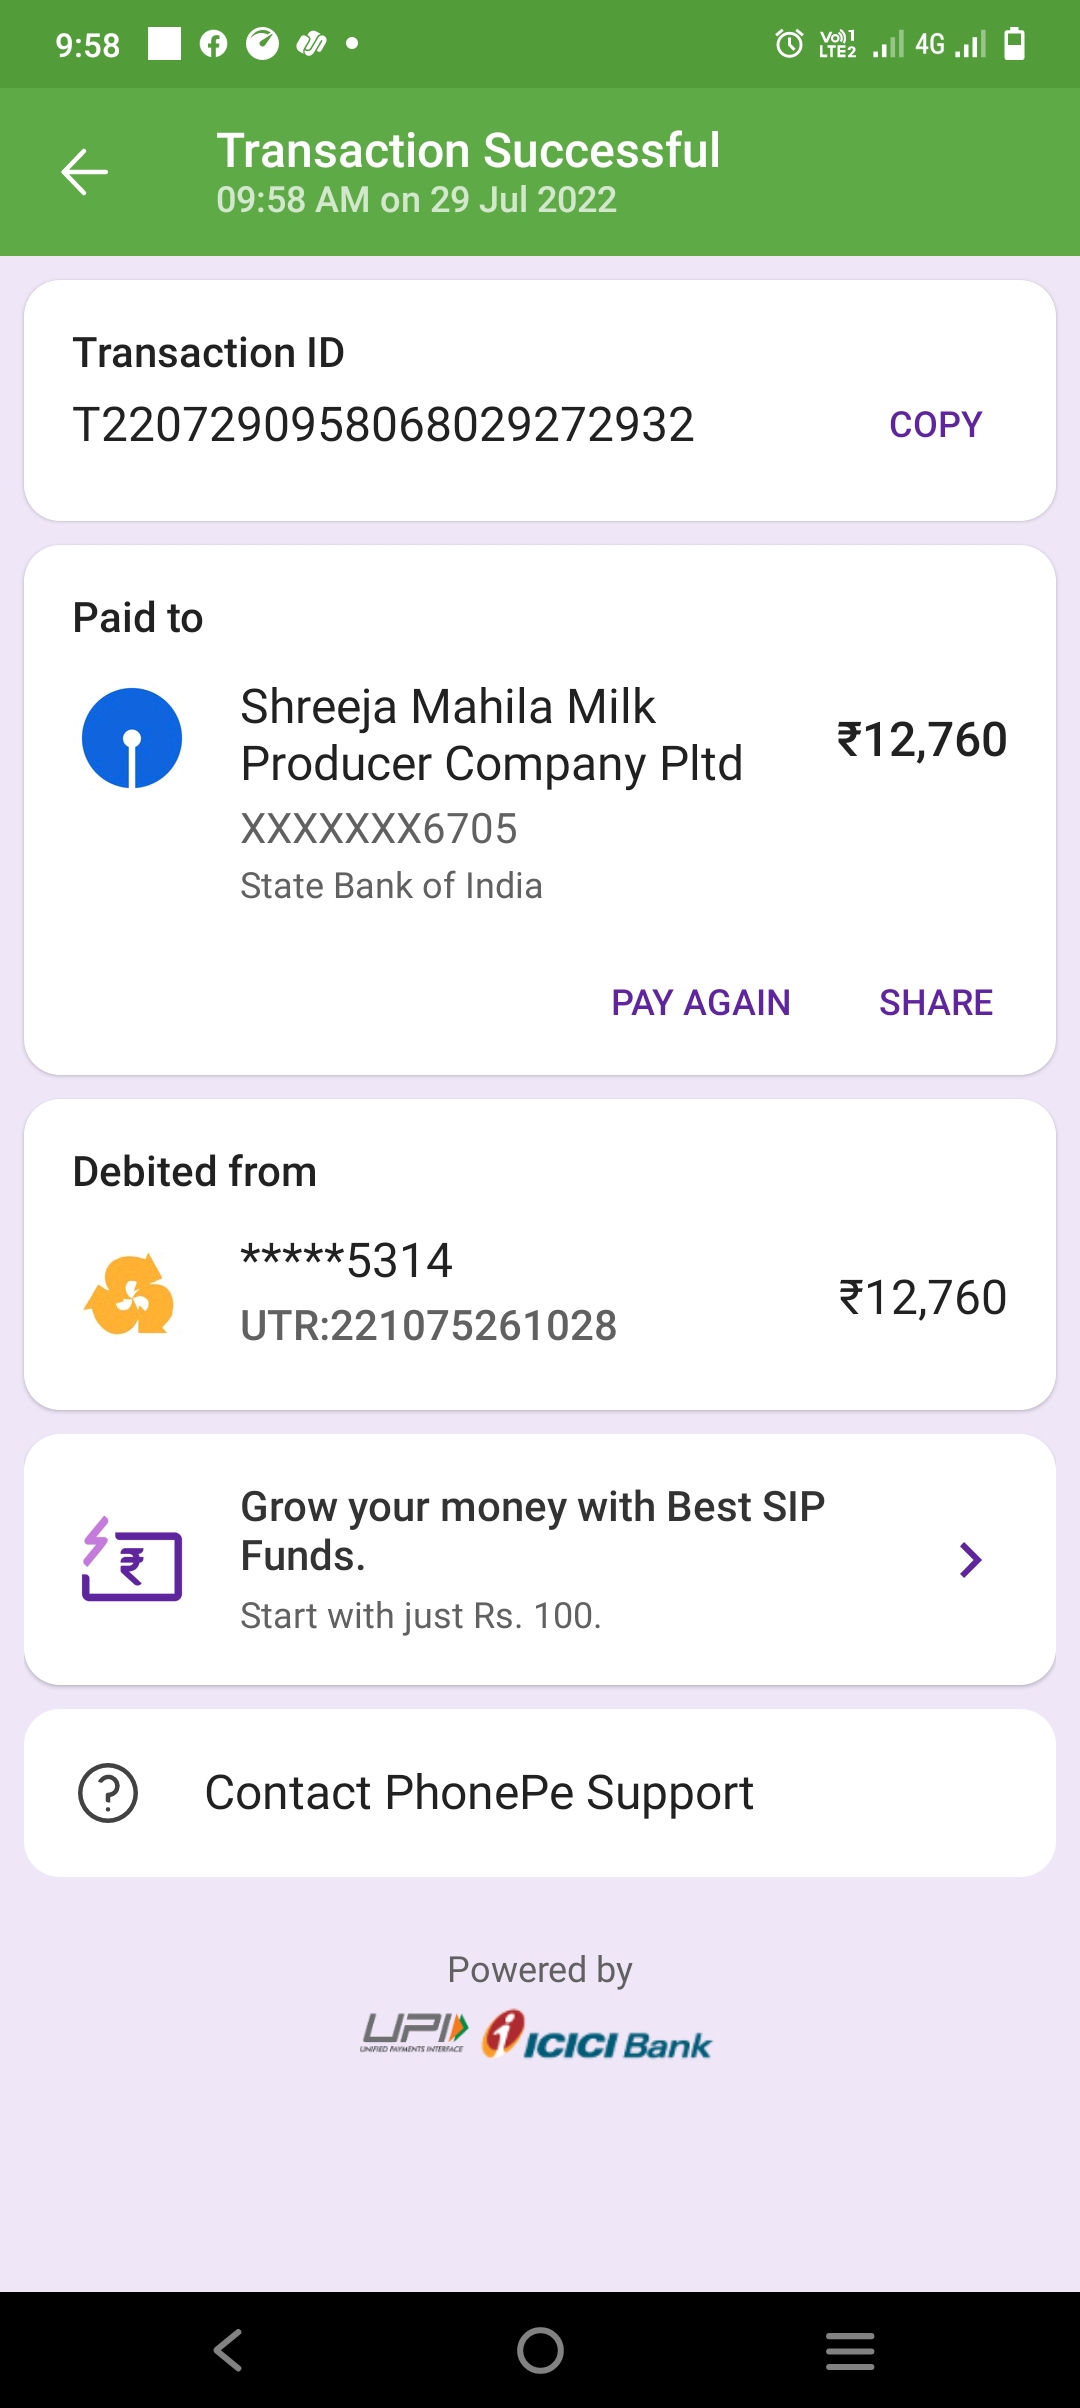 9:58
Vo))1
LTE2
4G
Transaction Successful
09:58 AM on 29 Jul 2022
Transaction ID
T2207290958068029272932
COPY
Paid to
Shreeja Mahila Milk
Producer Company Pltd
₹12,760
XXXXXXX6705
State Bank of India
PAY AGAIN
SHARE
Debited from
*****5314
₹12,760
UTR:221075261028
Grow your money with Best SIP
Funds.
Start with just Rs. 100.
Contact PhonePe Support
Powered by
UPI
UNIFIED PAYMENTS INTERFACE
ICICI Bank